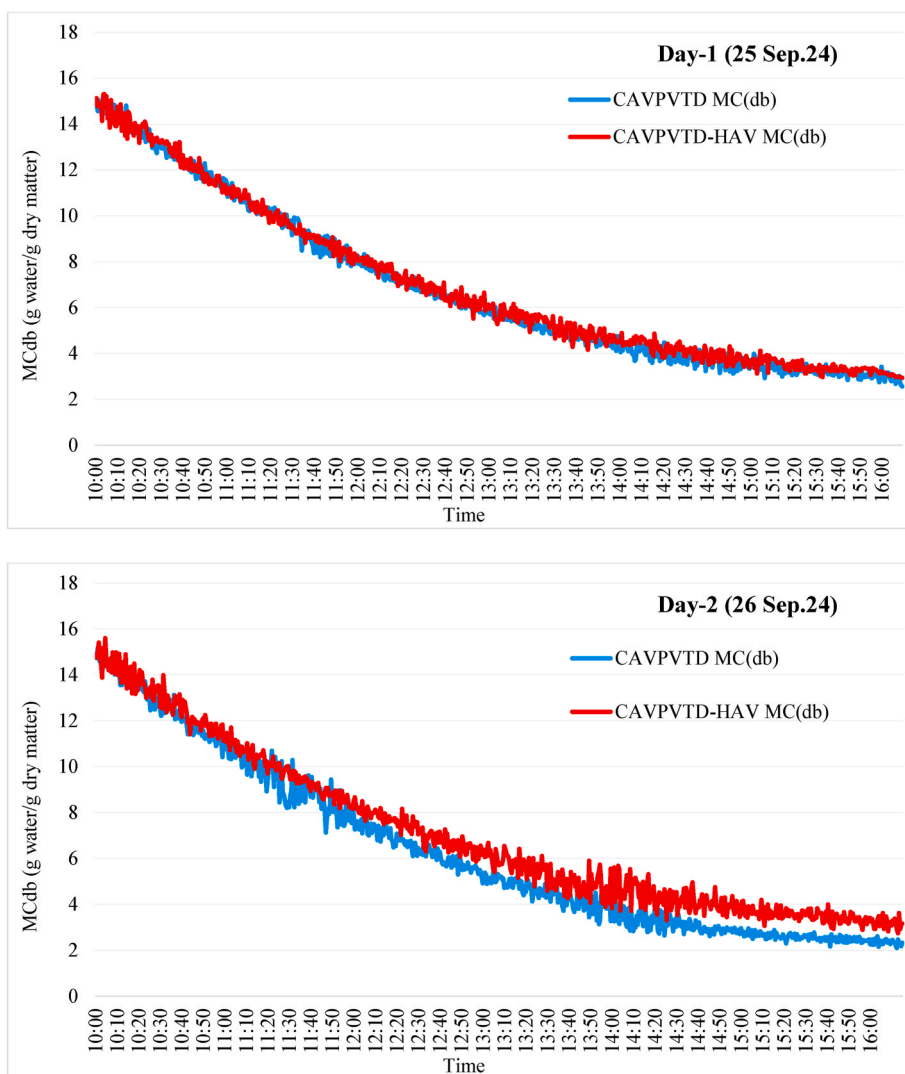 18
16
14
12
10
8
6
4
2
0
MCdb (g water/g dry matter)
Day-1 (25 Sep.24)
CAVPVTD MC(db)
CAVPVTD-HAV MC(db)
10:00 10:10 10:20 10:30 10:40 10:50 11:00 11:10 11:20 11:30 11:40 11:50 12:00 12:10 12:20 12:30 12:40 12:50 13:00 13:10 13:20 13:30 13:40 13:50 14:00 14:10 14:20 14:30 14:40 14:50 15:00 15:10 15:20 15:30 15:40 15:50 16:00
Time
18
16
14
12
10
8
6
4
2
0
MCdb (g water/g dry matter)
Day-2 (26 Sep.24)
CAVPVTD MC(db)
CAVPVTD-HAV MC(db)
10:00 10:10 10:20 10:30 10:40 10:50 11:00 11:10 11:20 11:30 11:40 11:50 12:00 12:10 12:20 12:30 12:40 12:50 13:00 13:10 13:20 13:30 13:40 13:50 14:00 14:10 14:20 14:30 14:40 14:50 15:00 15:10 15:20 15:30 15:40 15:50 16:00
Time